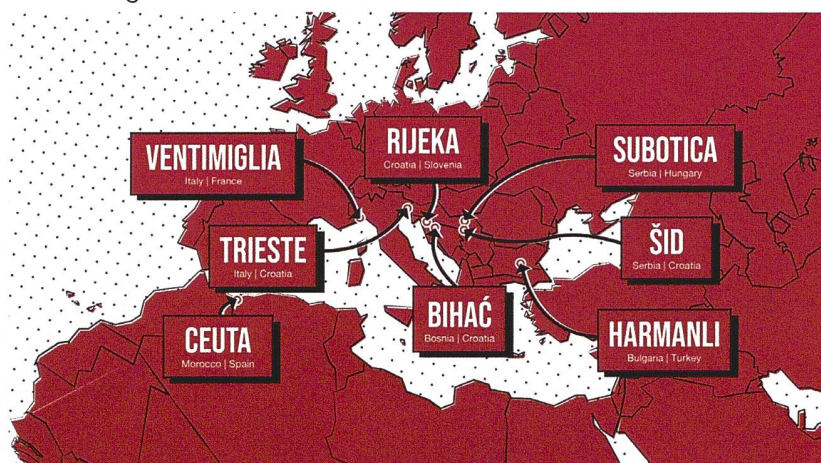 VENTIMIGLIA
Italy | France
RIJEKA
Croatia | Slovenia
SUBOTICA
Serbia | Hungary
TRIESTE
Italy | Croatia
ŠID
Serbia | Croatia
CEUTA
Morocco | Spain
BIHAĆ
Bosnia | Croatia
HARMANLI
Bulgaria | Turkey